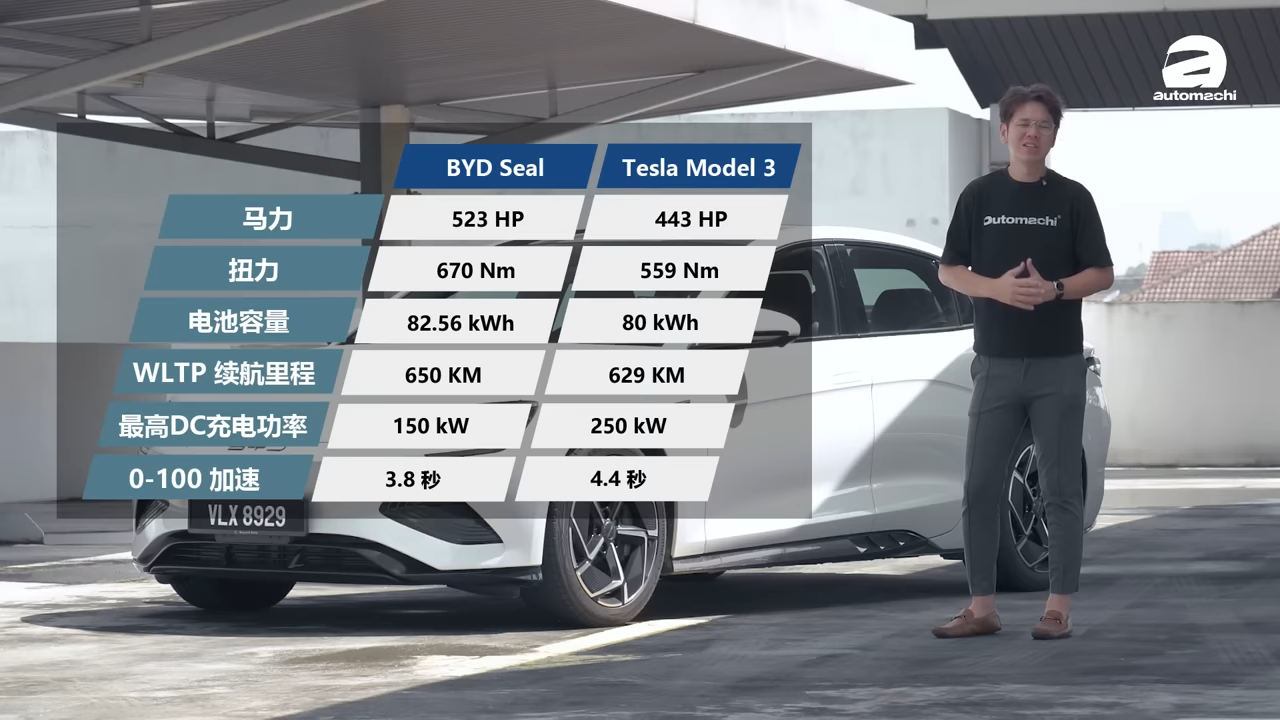 automachi
BYD Seal Tesla Model 3
马力 523 HP 443 HP
扭力 670 Nm 559 Nm
电池容量 82.56 kWh 80 kWh
WLTP 续航里程 650 KM 629 KM
最高DC充电功率 150 kW 250 kW
0-100 加速 3.8 秒 4.4 秒
automachi
VLX 8929